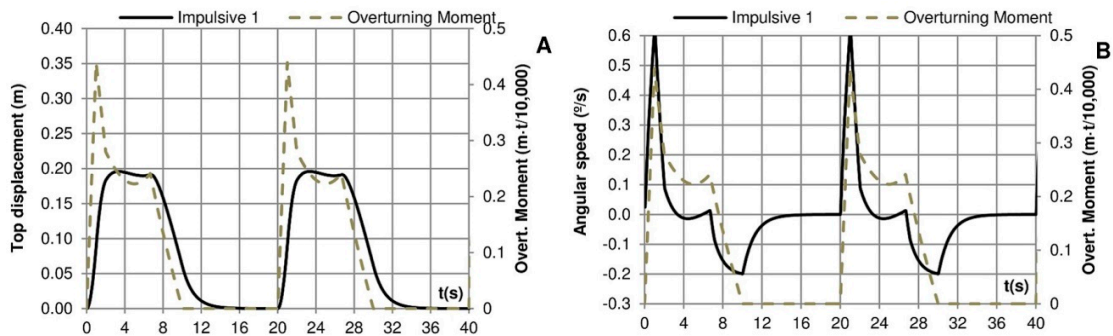 Impulsive 1 Overturning Moment
0.40 0.5
0.35
0.30 0.4
0.25 0.3
0.20
0.15 0.2
0.10 0.1
0.05
0.00 0
0 4 8 12 16 20 24 28 32 36 40
Top displacement (m)
Overt. Moment (m·t/10,000)
t(s)
A
Impulsive 1 Overturning Moment
0.6 0.5
0.5
0.4 0.4
0.3
0.2 0.3
0.1
0.0 0.2
-0.1 0.1
-0.2
-0.3 0
0 4 8 12 16 20 24 28 32 36 40
Angular speed (º/s)
Overt. Moment (m·t/10,000)
t(s)
B